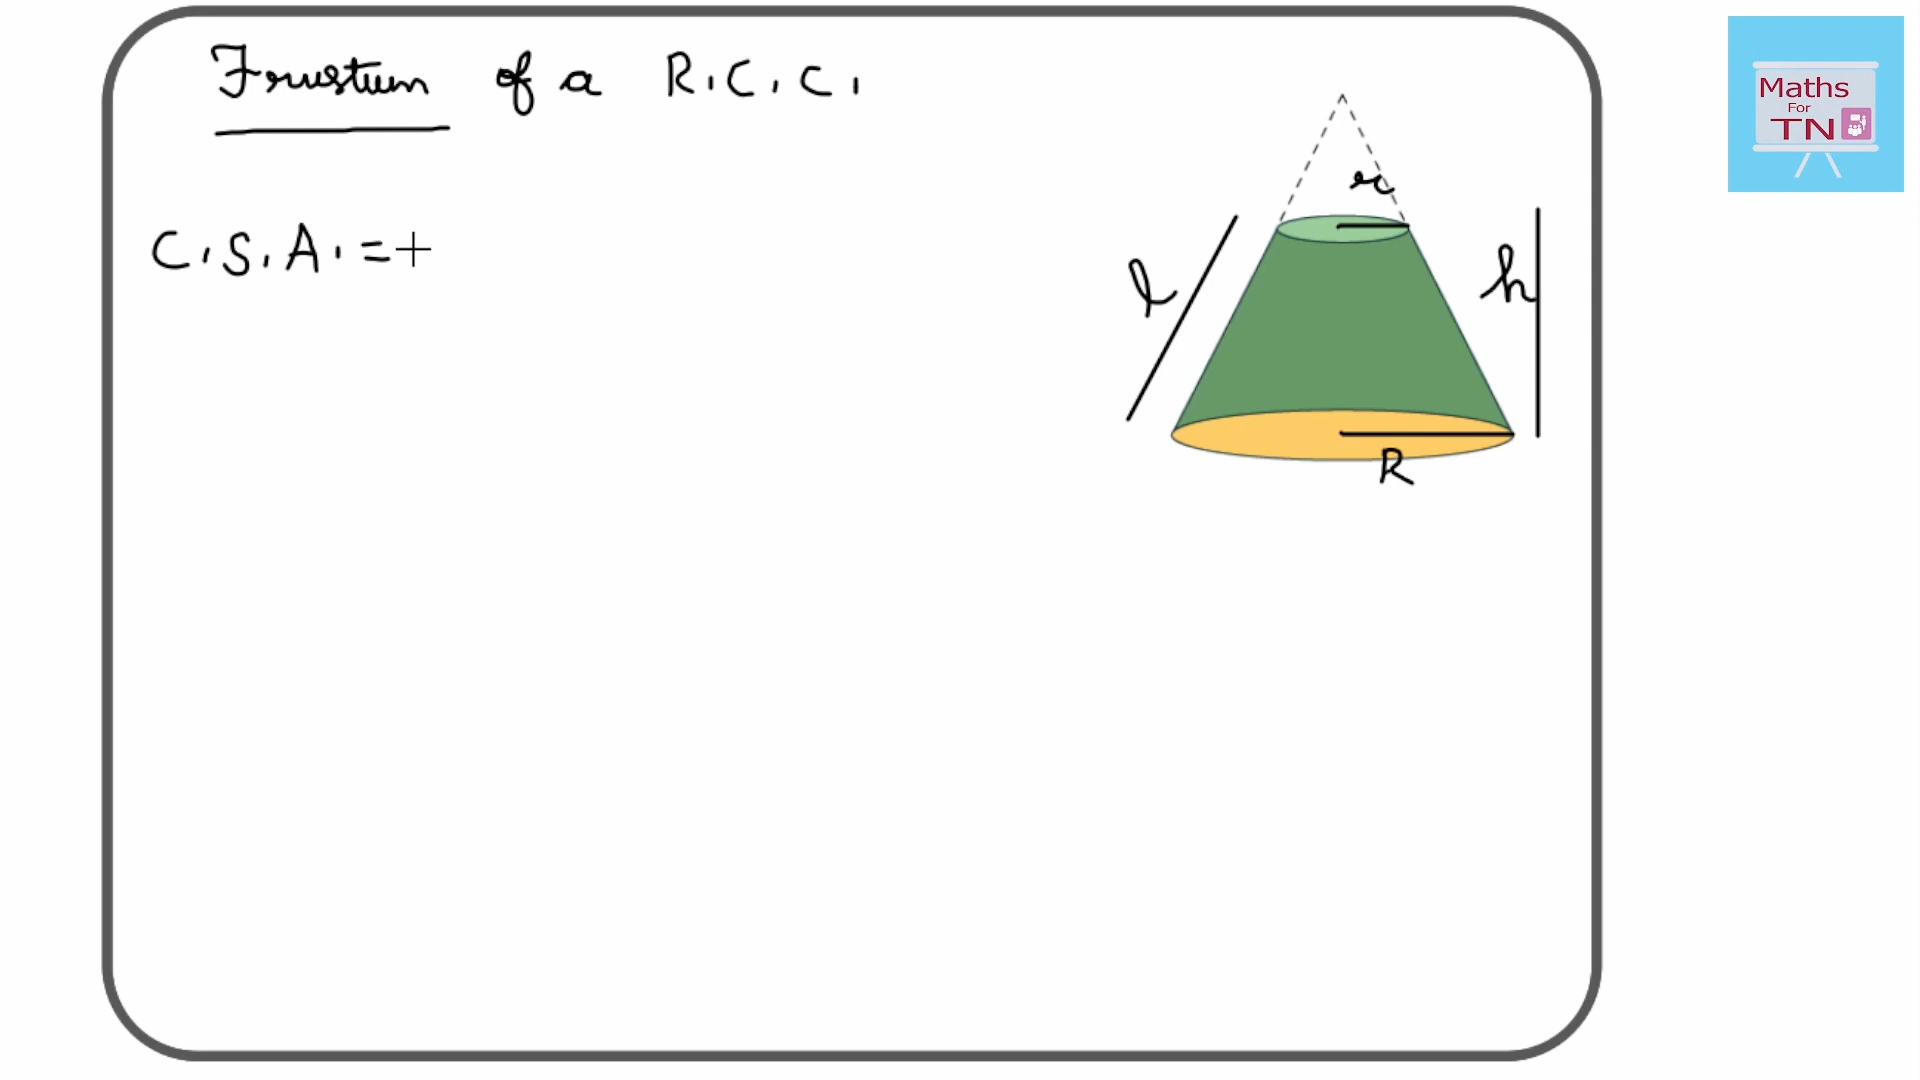 Frustum of a R.C.C.
C.S.A. =
r
l
h
R
Maths
For
TN